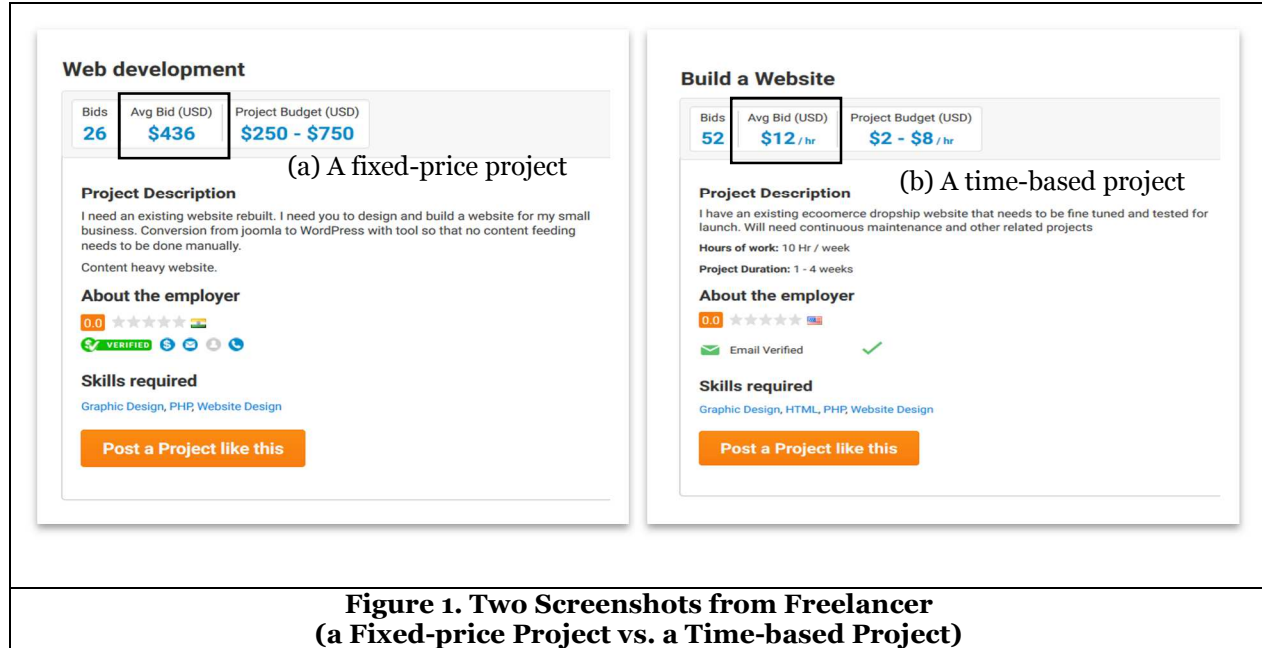 Web development
Bids Avg Bid (USD) Project Budget (USD)
26 $436 $250 - $750
(a) A fixed-price project
Project Description
I need an existing website rebuilt. I need you to design and build a website for my small
business. Conversion from joomla to WordPress with tool so that no content feeding
needs to be done manually.
Content heavy website.
About the employer
0.0
VERIFIED
Skills required
Graphic Design, PHP, Website Design
Post a Project like this
Build a Website
Bids Avg Bid (USD) Project Budget (USD)
52 $12 / hr $2 - $8 / hr
(b) A time-based project
Project Description
I have an existing ecoomerce dropship website that needs to be fine tuned and tested for
launch. Will need continuous maintenance and other related projects
Hours of work: 10 Hr / week
Project Duration: 1 - 4 weeks
About the employer
0.0
Email Verified
Skills required
Graphic Design, HTML, PHP, Website Design
Post a Project like this
Figure 1. Two Screenshots from Freelancer
(a Fixed-price Project vs. a Time-based Project)